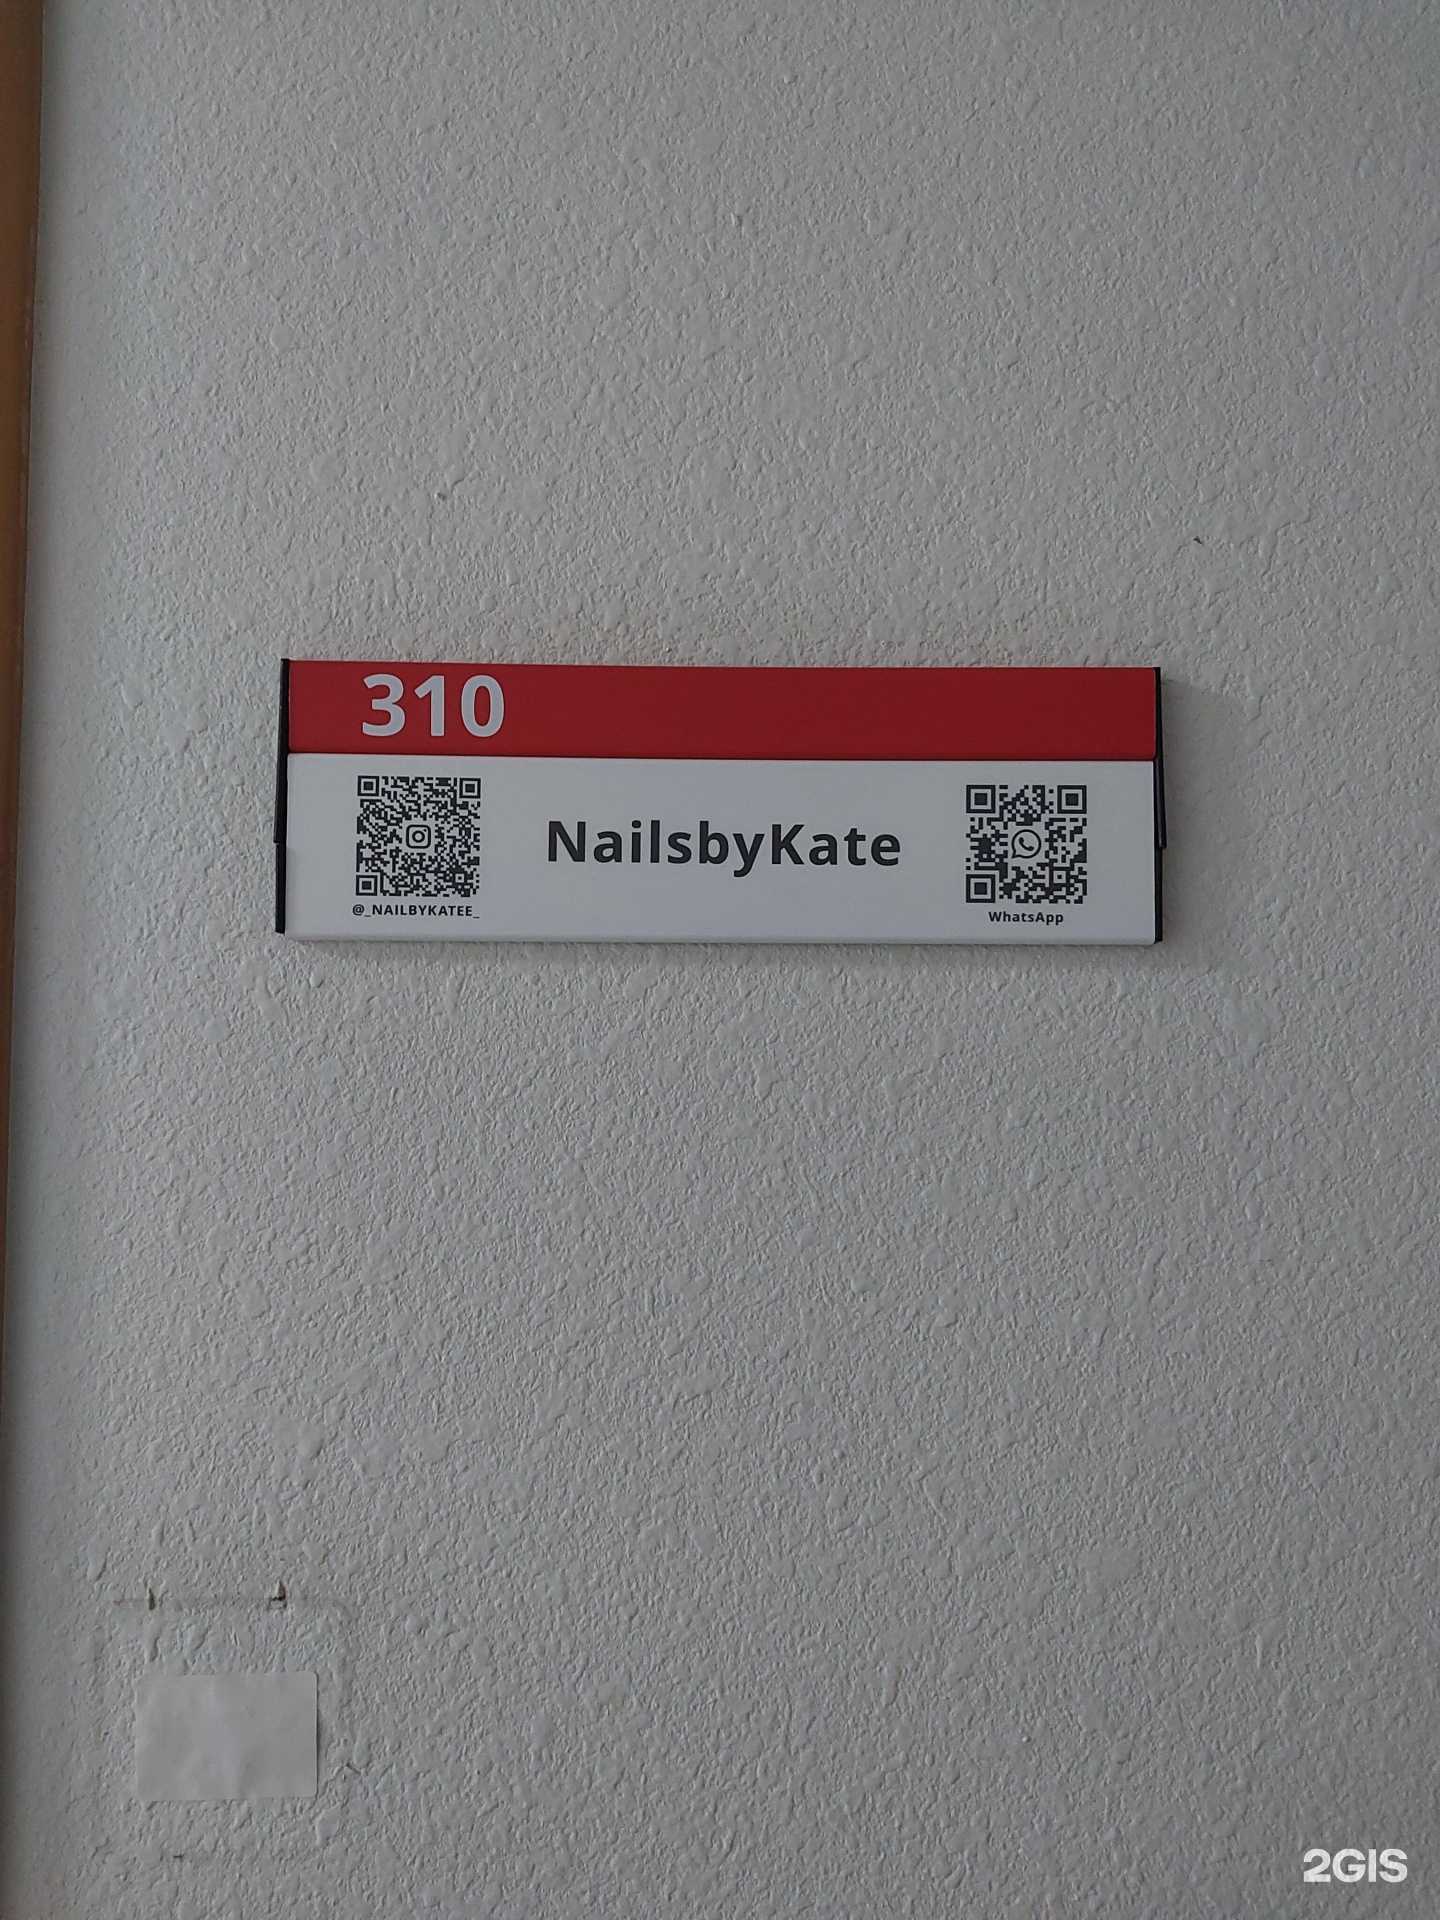 310
NailsbyKate
@_NAILBYKATEE_
WhatsApp
2GIS